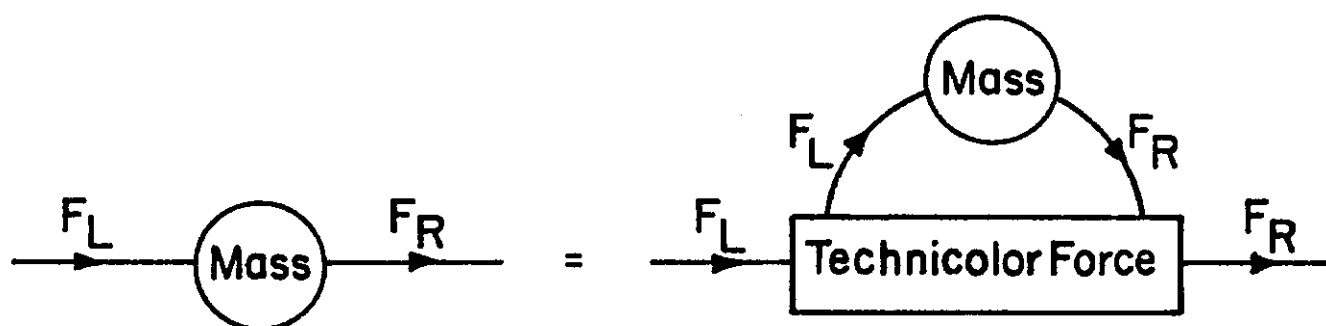 Mass
F_L F_R
F_L F_R F_L F_R
Mass = Technicolor Force